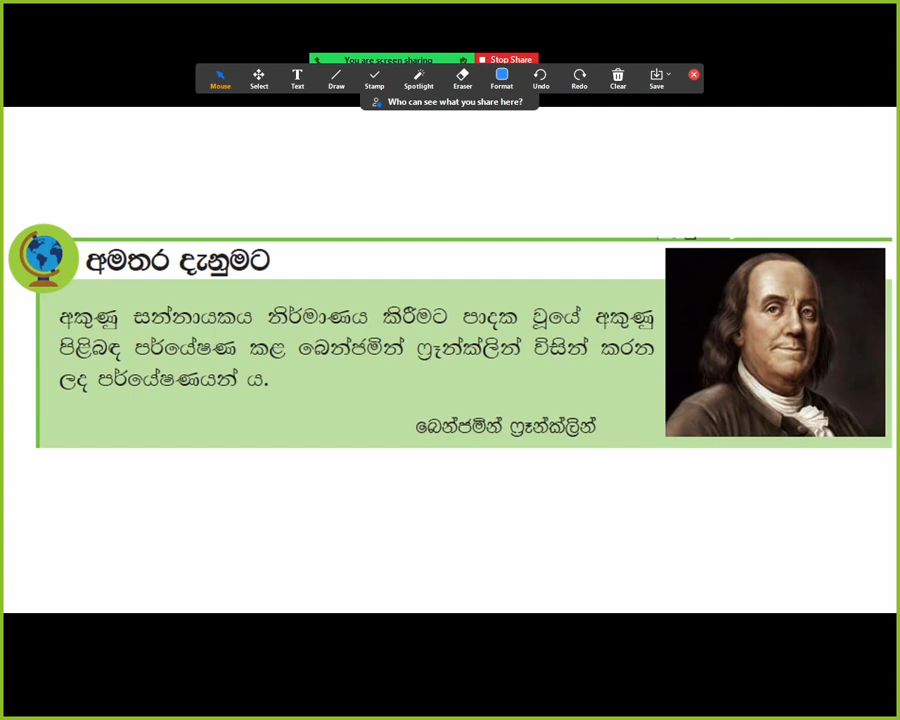 You are screen sharing
Stop Share
Mouse
Select
Text
Draw
Stamp
Spotlight
Eraser
Format
Undo
Redo
Clear
Save
Who can see what you share here?
අමතර දැනුමට
අකුණු සන්නායකය නිර්මාණය කිරීමට පාදක වූයේ අකුණු
පිළිබඳ පර්යේෂණ කළ බෙන්ජමින් ෆ්‍රෑන්ක්ලින් විසින් කරන
ලද පර්යේෂණයන් ය.
බෙන්ජමින් ෆ්‍රෑන්ක්ලින්